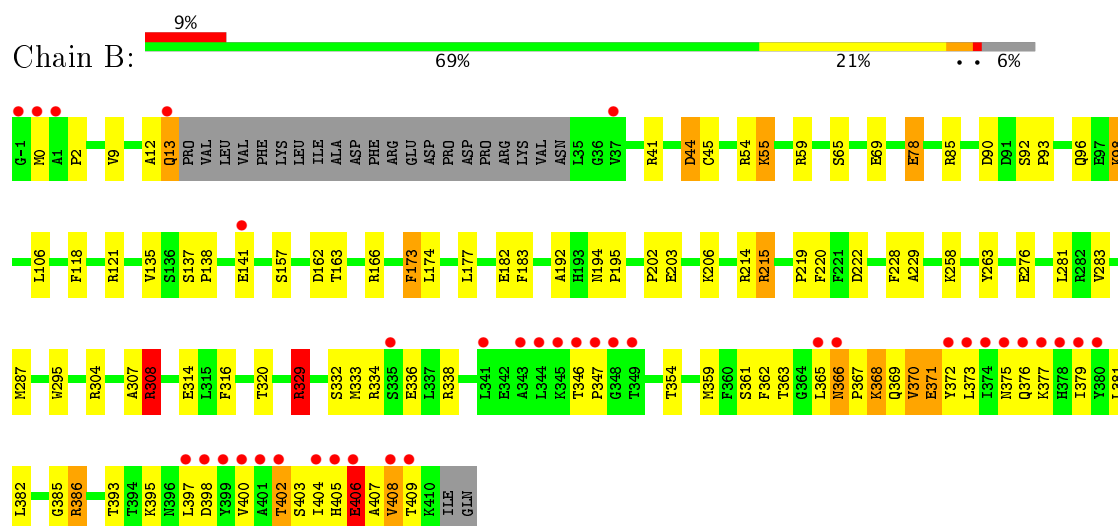 9%
Chain B:
69% 21% • • 6%
G-1 M0 A1 P2 V9 A12 Q13 PRO VAL LEU VAL PHE LYS LEU ILE ALA ASP PHE ARG GLU ASP PRO ASP PRO ARG LYS VAL ASN L35 G36 V37 R41 D44 C45 R54 K55 R59 S65 E69 E78 R85 D90 D91 S92 P93 Q96 E97 K98
L106 F118 R121 V135 S136 S137 P138 E141 S157 D162 T163 R166 F173 L174 L177 E182 F183 A192 H193 N194 P195 P202 E203 K206 R214 R215 P219 F220 F221 D222 F228 A229 K258 Y263 E276 L281 R282 V283
M287 W295 R304 A307 R308 E314 L315 F316 T320 R329 S332 M333 R334 S335 E336 L337 R338 L341 E342 A343 L344 K345 T346 P347 G348 T349 T354 M359 F360 S361 F362 T363 G364 L365 N366 P367 K368 Q369 V370 E371 Y372 L373 I374 N375 Q376 K377 H378 I379 Y380 L381
L382 G385 R386 T393 T394 K395 N396 L397 D398 Y399 V400 A401 T402 S403 I404 H405 E406 A407 V408 T409 K410 ILE GLN